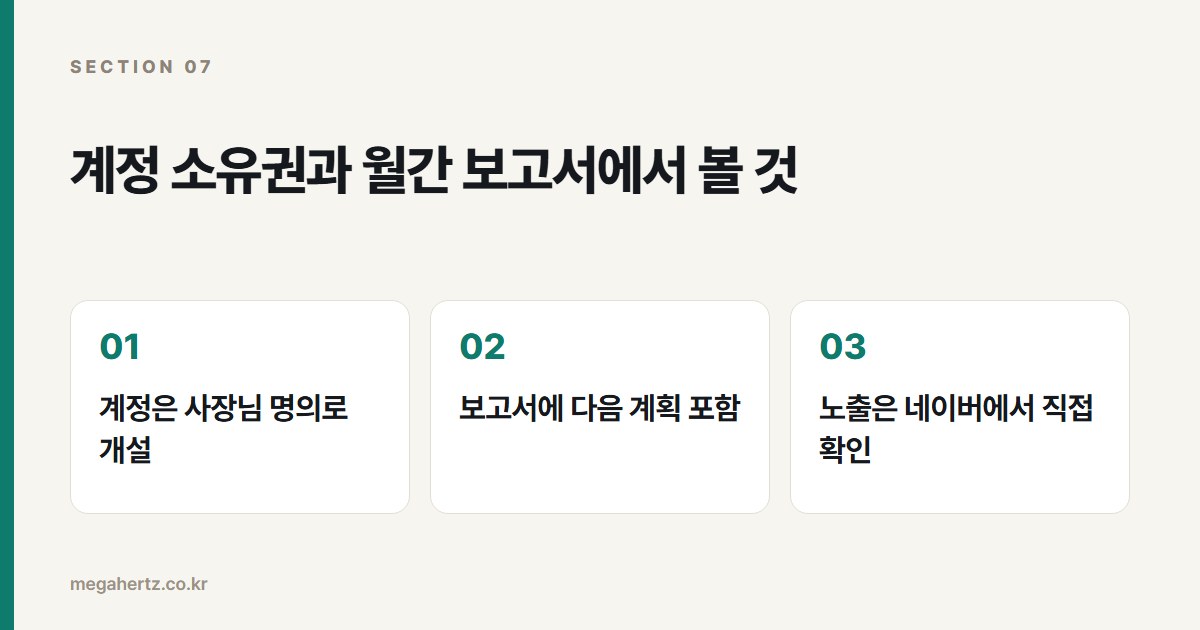 SECTION 07
계정 소유권과 월간 보고서에서 볼 것
01
계정은 사장님 명의로
개설
02
보고서에 다음 계획 포함
03
노출은 네이버에서 직접
확인
megahertz.co.kr